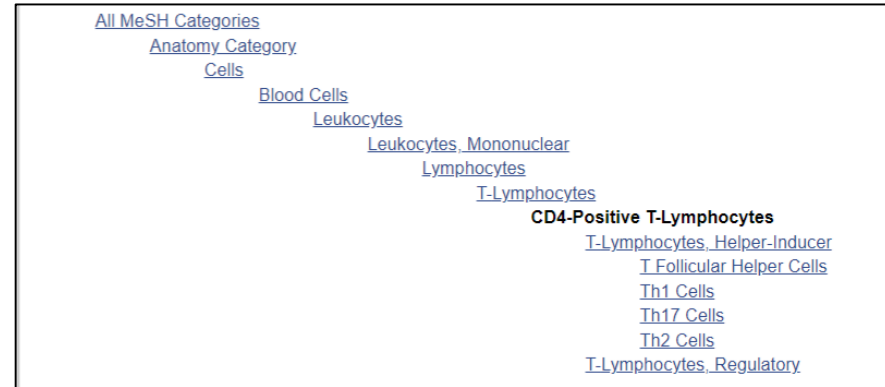 All MeSH Categories
Anatomy Category
Cells
Blood Cells
Leukocytes
Leukocytes, Mononuclear
Lymphocytes
T-Lymphocytes
CD4-Positive T-Lymphocytes
T-Lymphocytes, Helper-Inducer
T Follicular Helper Cells
Th1 Cells
Th17 Cells
Th2 Cells
T-Lymphocytes, Regulatory